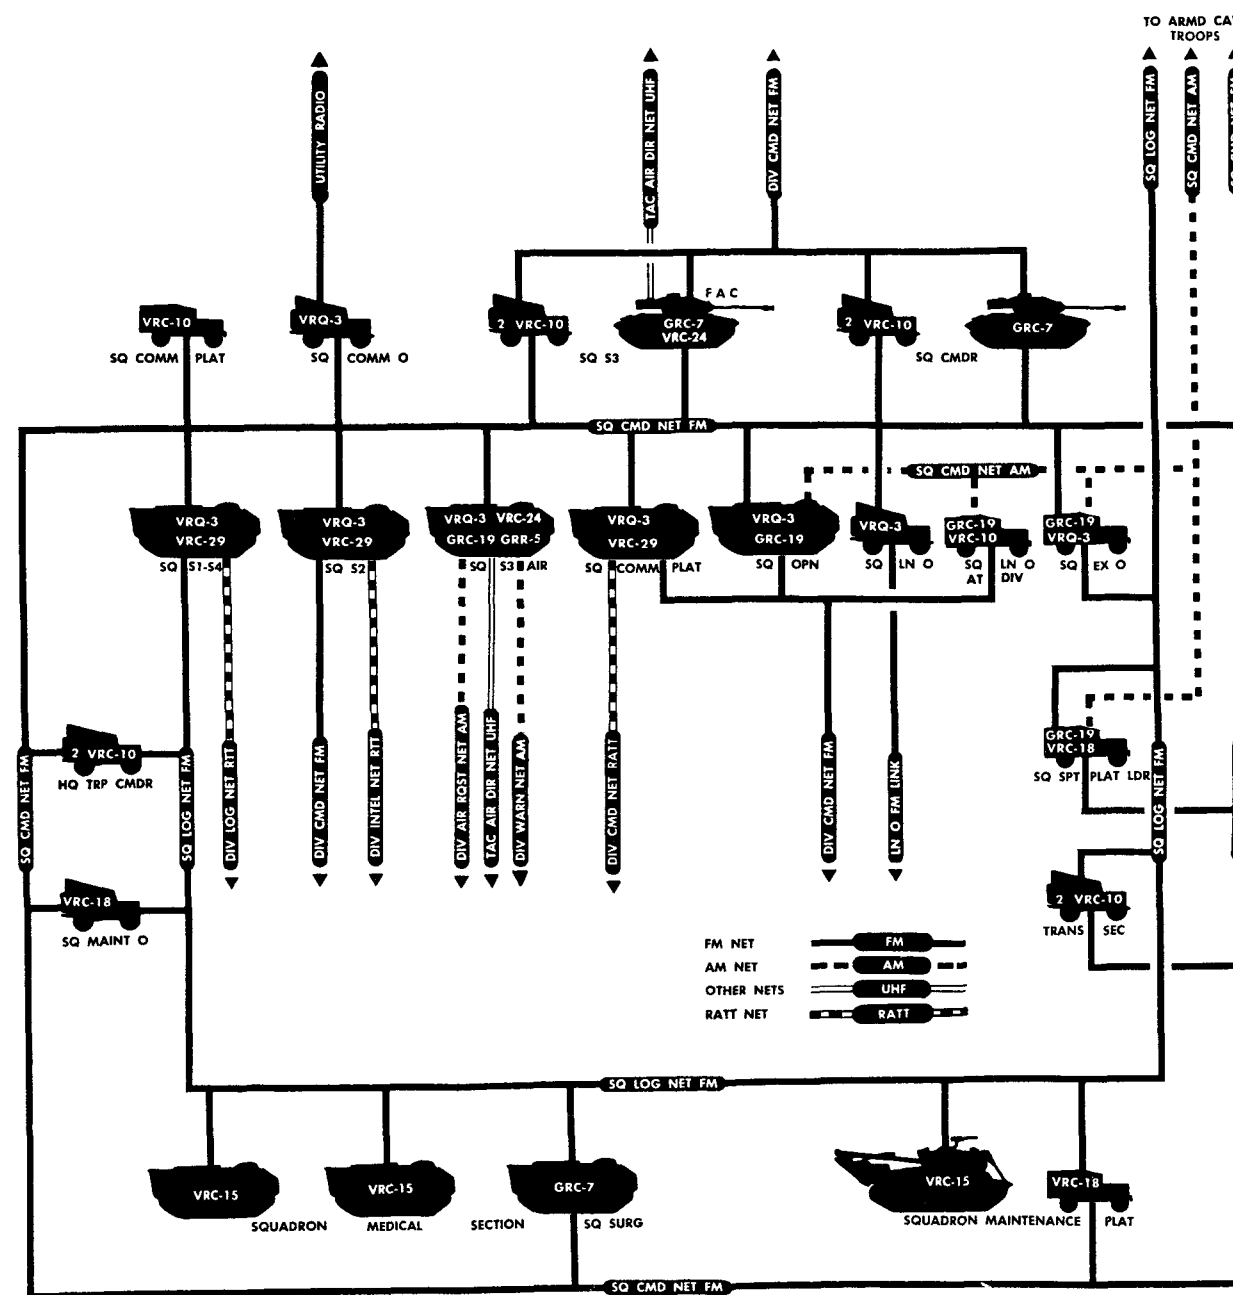 TO ARMD CA
TROOPS
UTILITY RADIO
TAC AIR DIR NET UHF
DIV CMD NET FM
SQ LOG NET FM
SQ CMD NET AM
VRC-10
SQ COMM PLAT
VRQ-3
SQ COMM O
2 VRC-10
SQ S3
FAC
GRC-7
VRC-24
2 VRC-10
SQ CMDR
GRC-7
SQ CMD NET FM
SQ CMD NET AM
VRQ-3
VRC-29
SQ S1-S4
VRQ-3
VRC-29
SQ S2
VRQ-3 VRC-24
GRC-19 GRR-5
SQ S3 AIR
VRQ-3
VRC-29
SQ COMM PLAT
VRQ-3
GRC-19
SQ OPN
VRQ-3
SQ LN O
GRC-19
VRC-10
SQ LN O
AT DIV
GRC-19
VRQ-3
SQ EX O
2 VRC-10
HQ TRP CMDR
GRC-19
VRC-18
SQ SPT PLAT LDR
SQ CMD NET FM
SQ LOG NET FM
DIV LOG NET RTT
DIV CMD NET FM
DIV INTEL NET RTT
DIV AIR RQST NET AM
TAC AIR DIR NET UHF
DIV WARN NET AM
DIV CMD NET RATT
DIV CMD NET FM
LN O FM LINK
SQ LOG NET FM
VRC-18
SQ MAINT O
2 VRC-10
TRANS SEC
FM NET FM
AM NET AM
OTHER NETS UHF
RATT NET RATT
SQ LOG NET FM
VRC-15
VRC-15
GRC-7
VRC-15
VRC-18
SQUADRON MEDICAL SECTION SQ SURG
SQUADRON MAINTENANCE PLAT
SQ CMD NET FM